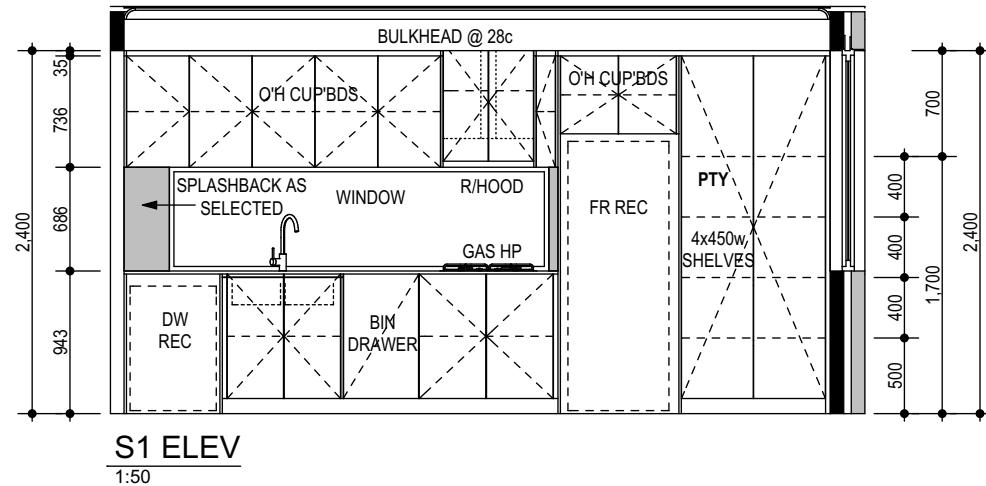 BULKHEAD @ 28c
35
O'H CUP'BDS
O'H CUP'BDS
736
700
SPLASHBACK AS
SELECTED
WINDOW
R/HOOD
PTY
FR REC
400
2,400
686
4x450w
SHELVES
400
2,400
GAS HP
1,700
400
DW
REC
BIN
DRAWER
943
500
S1 ELEV
1:50